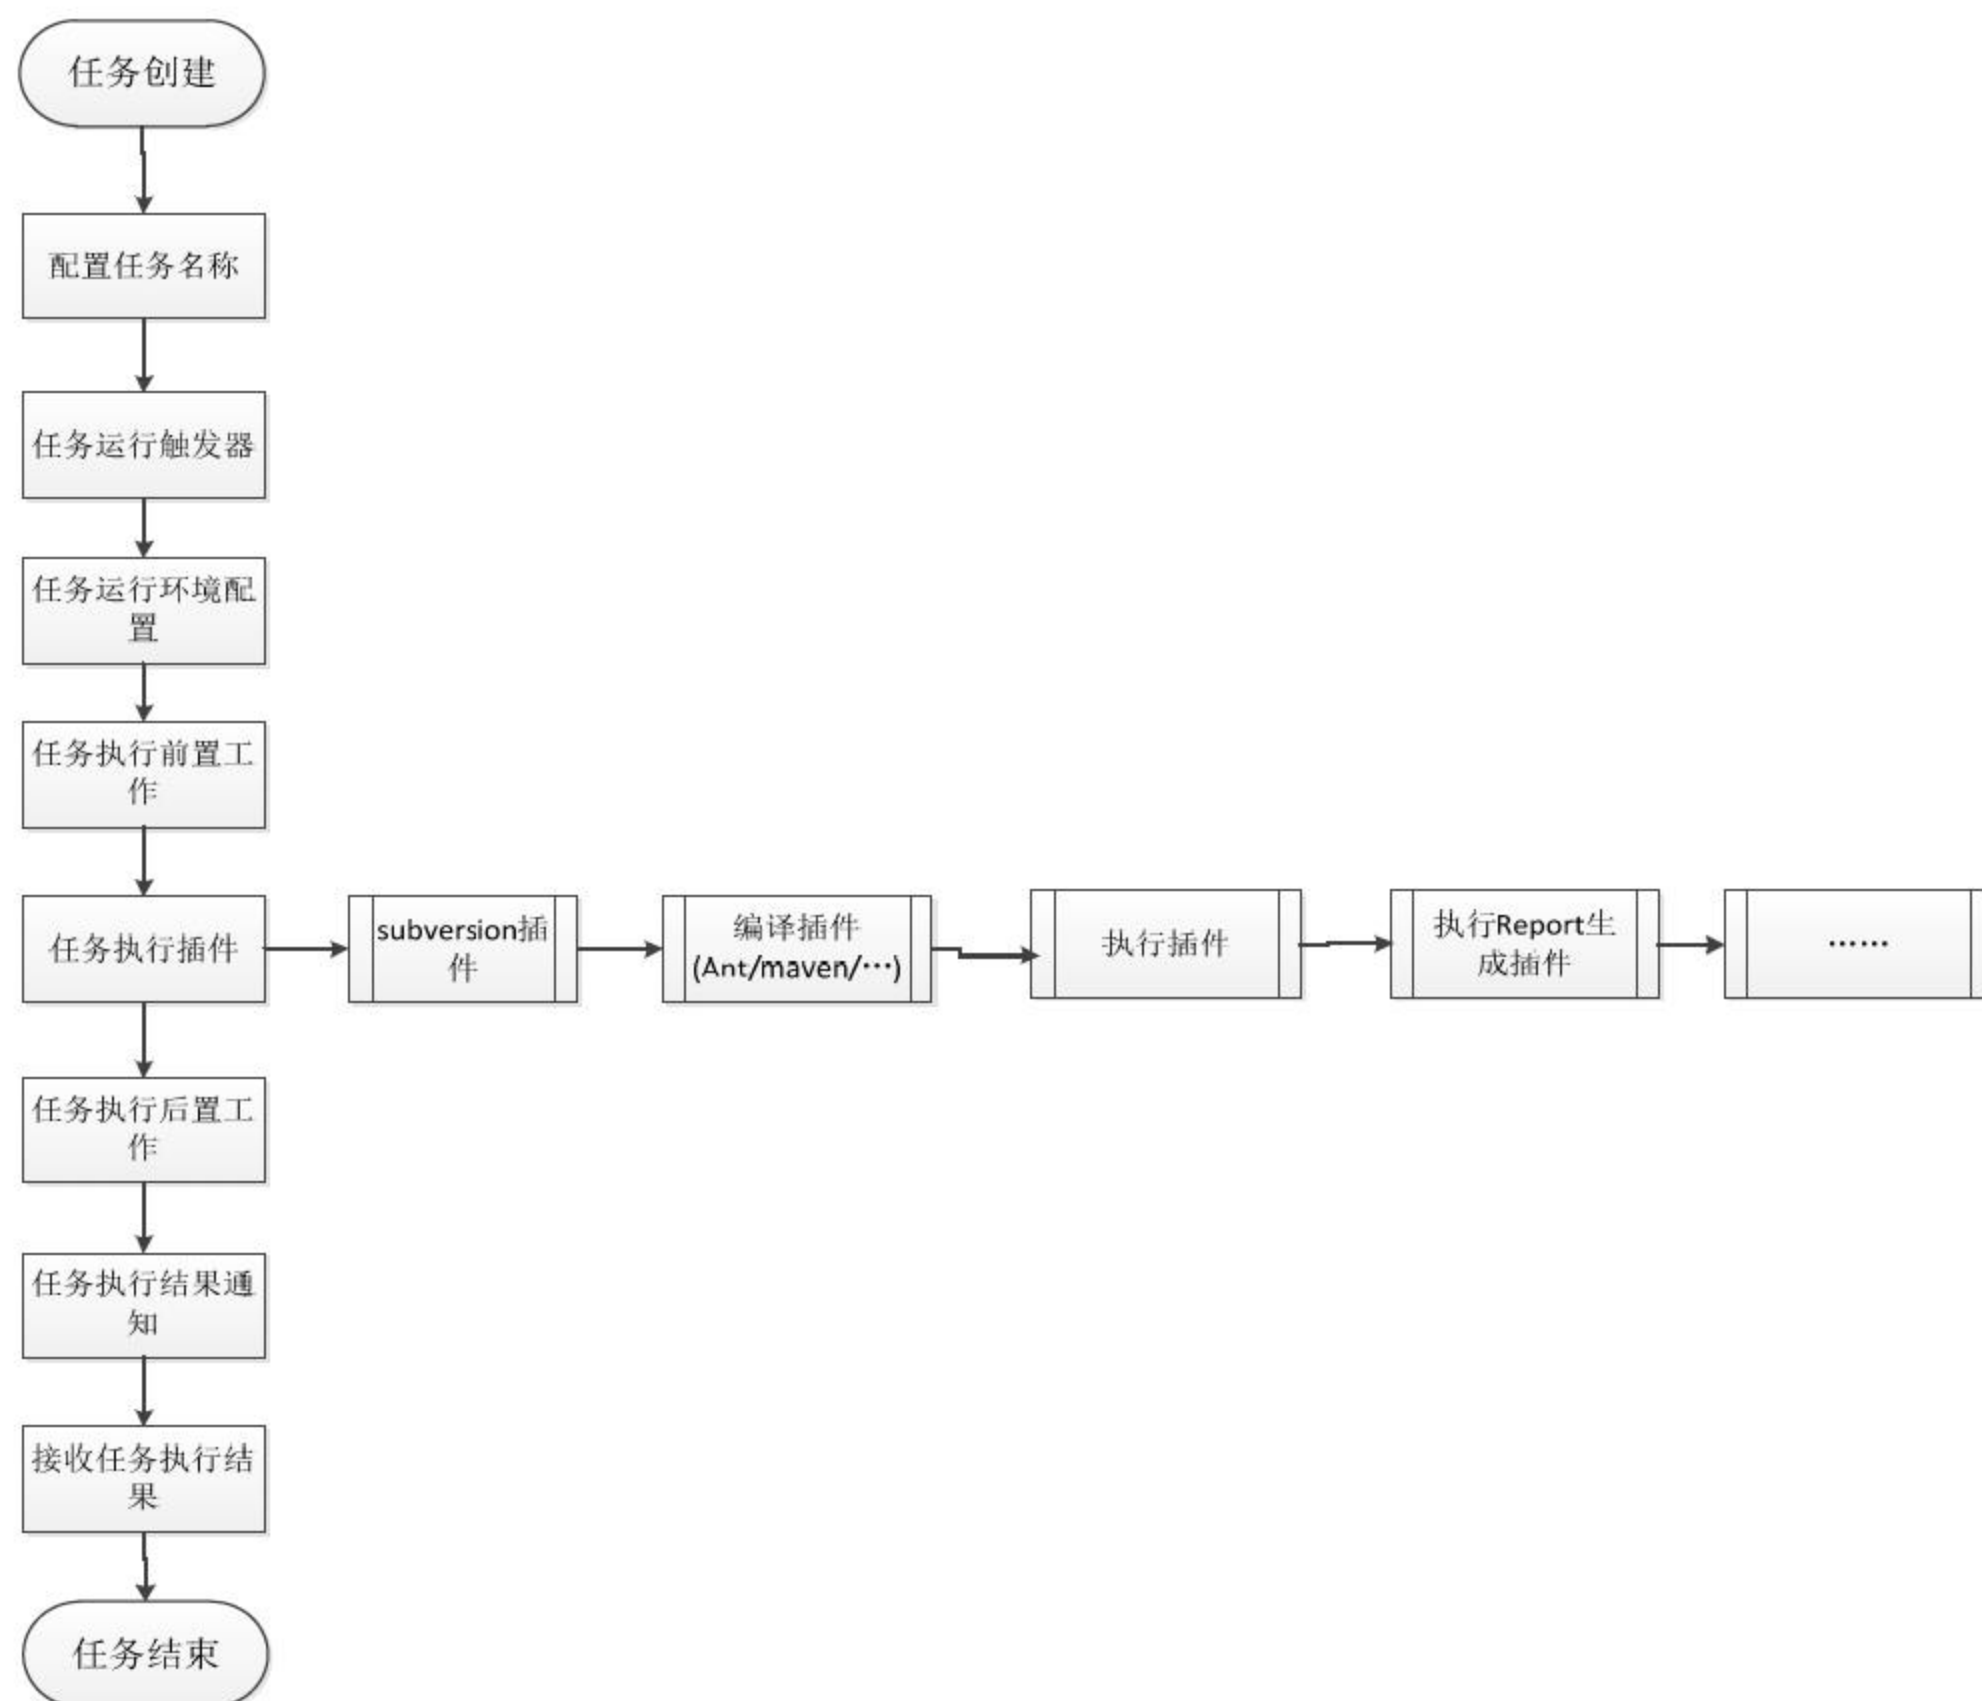 任务创建
配置任务名称
任务运行触发器
任务运行环境配
置
任务执行前置工
作
任务执行插件
subversion插
件
编译插件
(Ant/maven/···)
执行插件
执行Report生
成插件
······
任务执行后置工
作
任务执行结果通
知
接收任务执行结
果
任务结束